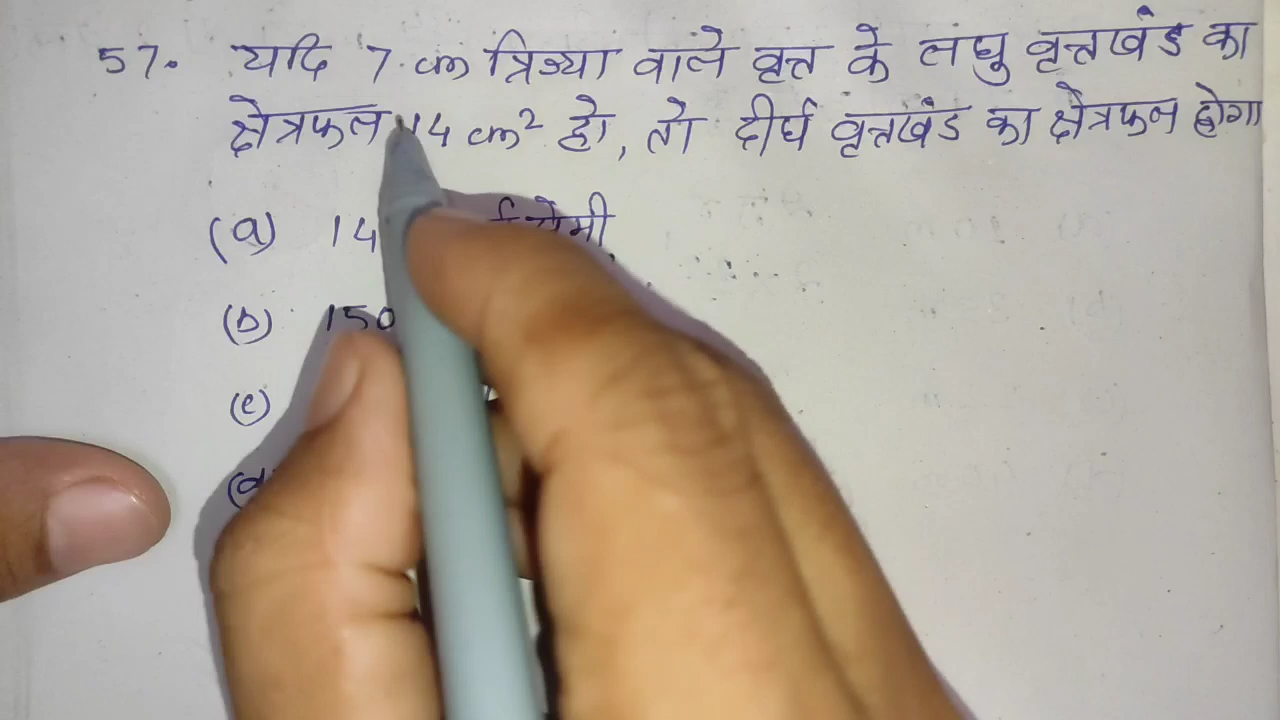 57. यदि 7 cm त्रिज्या वाले वृत्त के लघु वृत्तखंड का
क्षेत्रफल 14 cm² हो, तो दीर्घ वृत्तखंड का क्षेत्रफल होगा
(a) 14
(b) 150
(c)
(d)